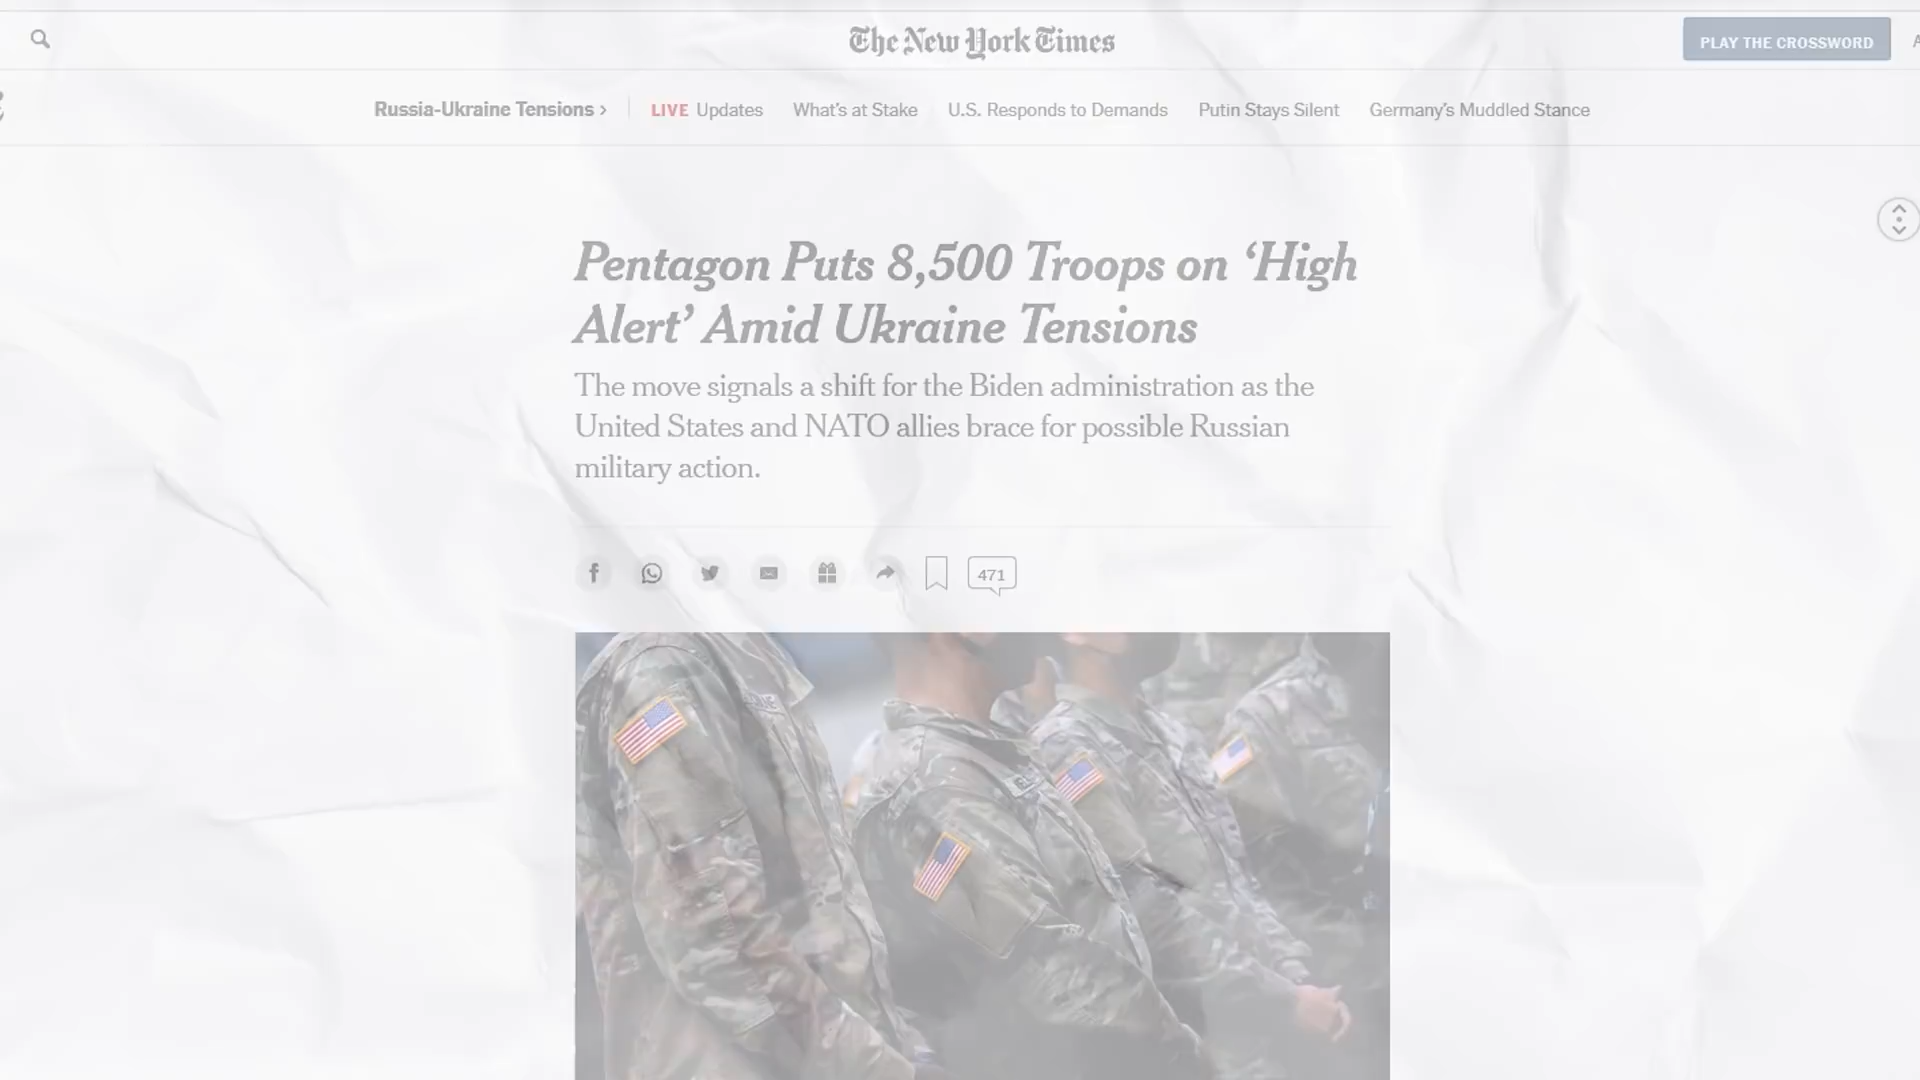 The New York Times
PLAY THE CROSSWORD
Russia-Ukraine Tensions ›
LIVE Updates
What's at Stake
U.S. Responds to Demands
Putin Stays Silent
Germany's Muddled Stance
Pentagon Puts 8,500 Troops on ‘High
Alert’ Amid Ukraine Tensions
The move signals a shift for the Biden administration as the
United States and NATO allies brace for possible Russian
military action.
471